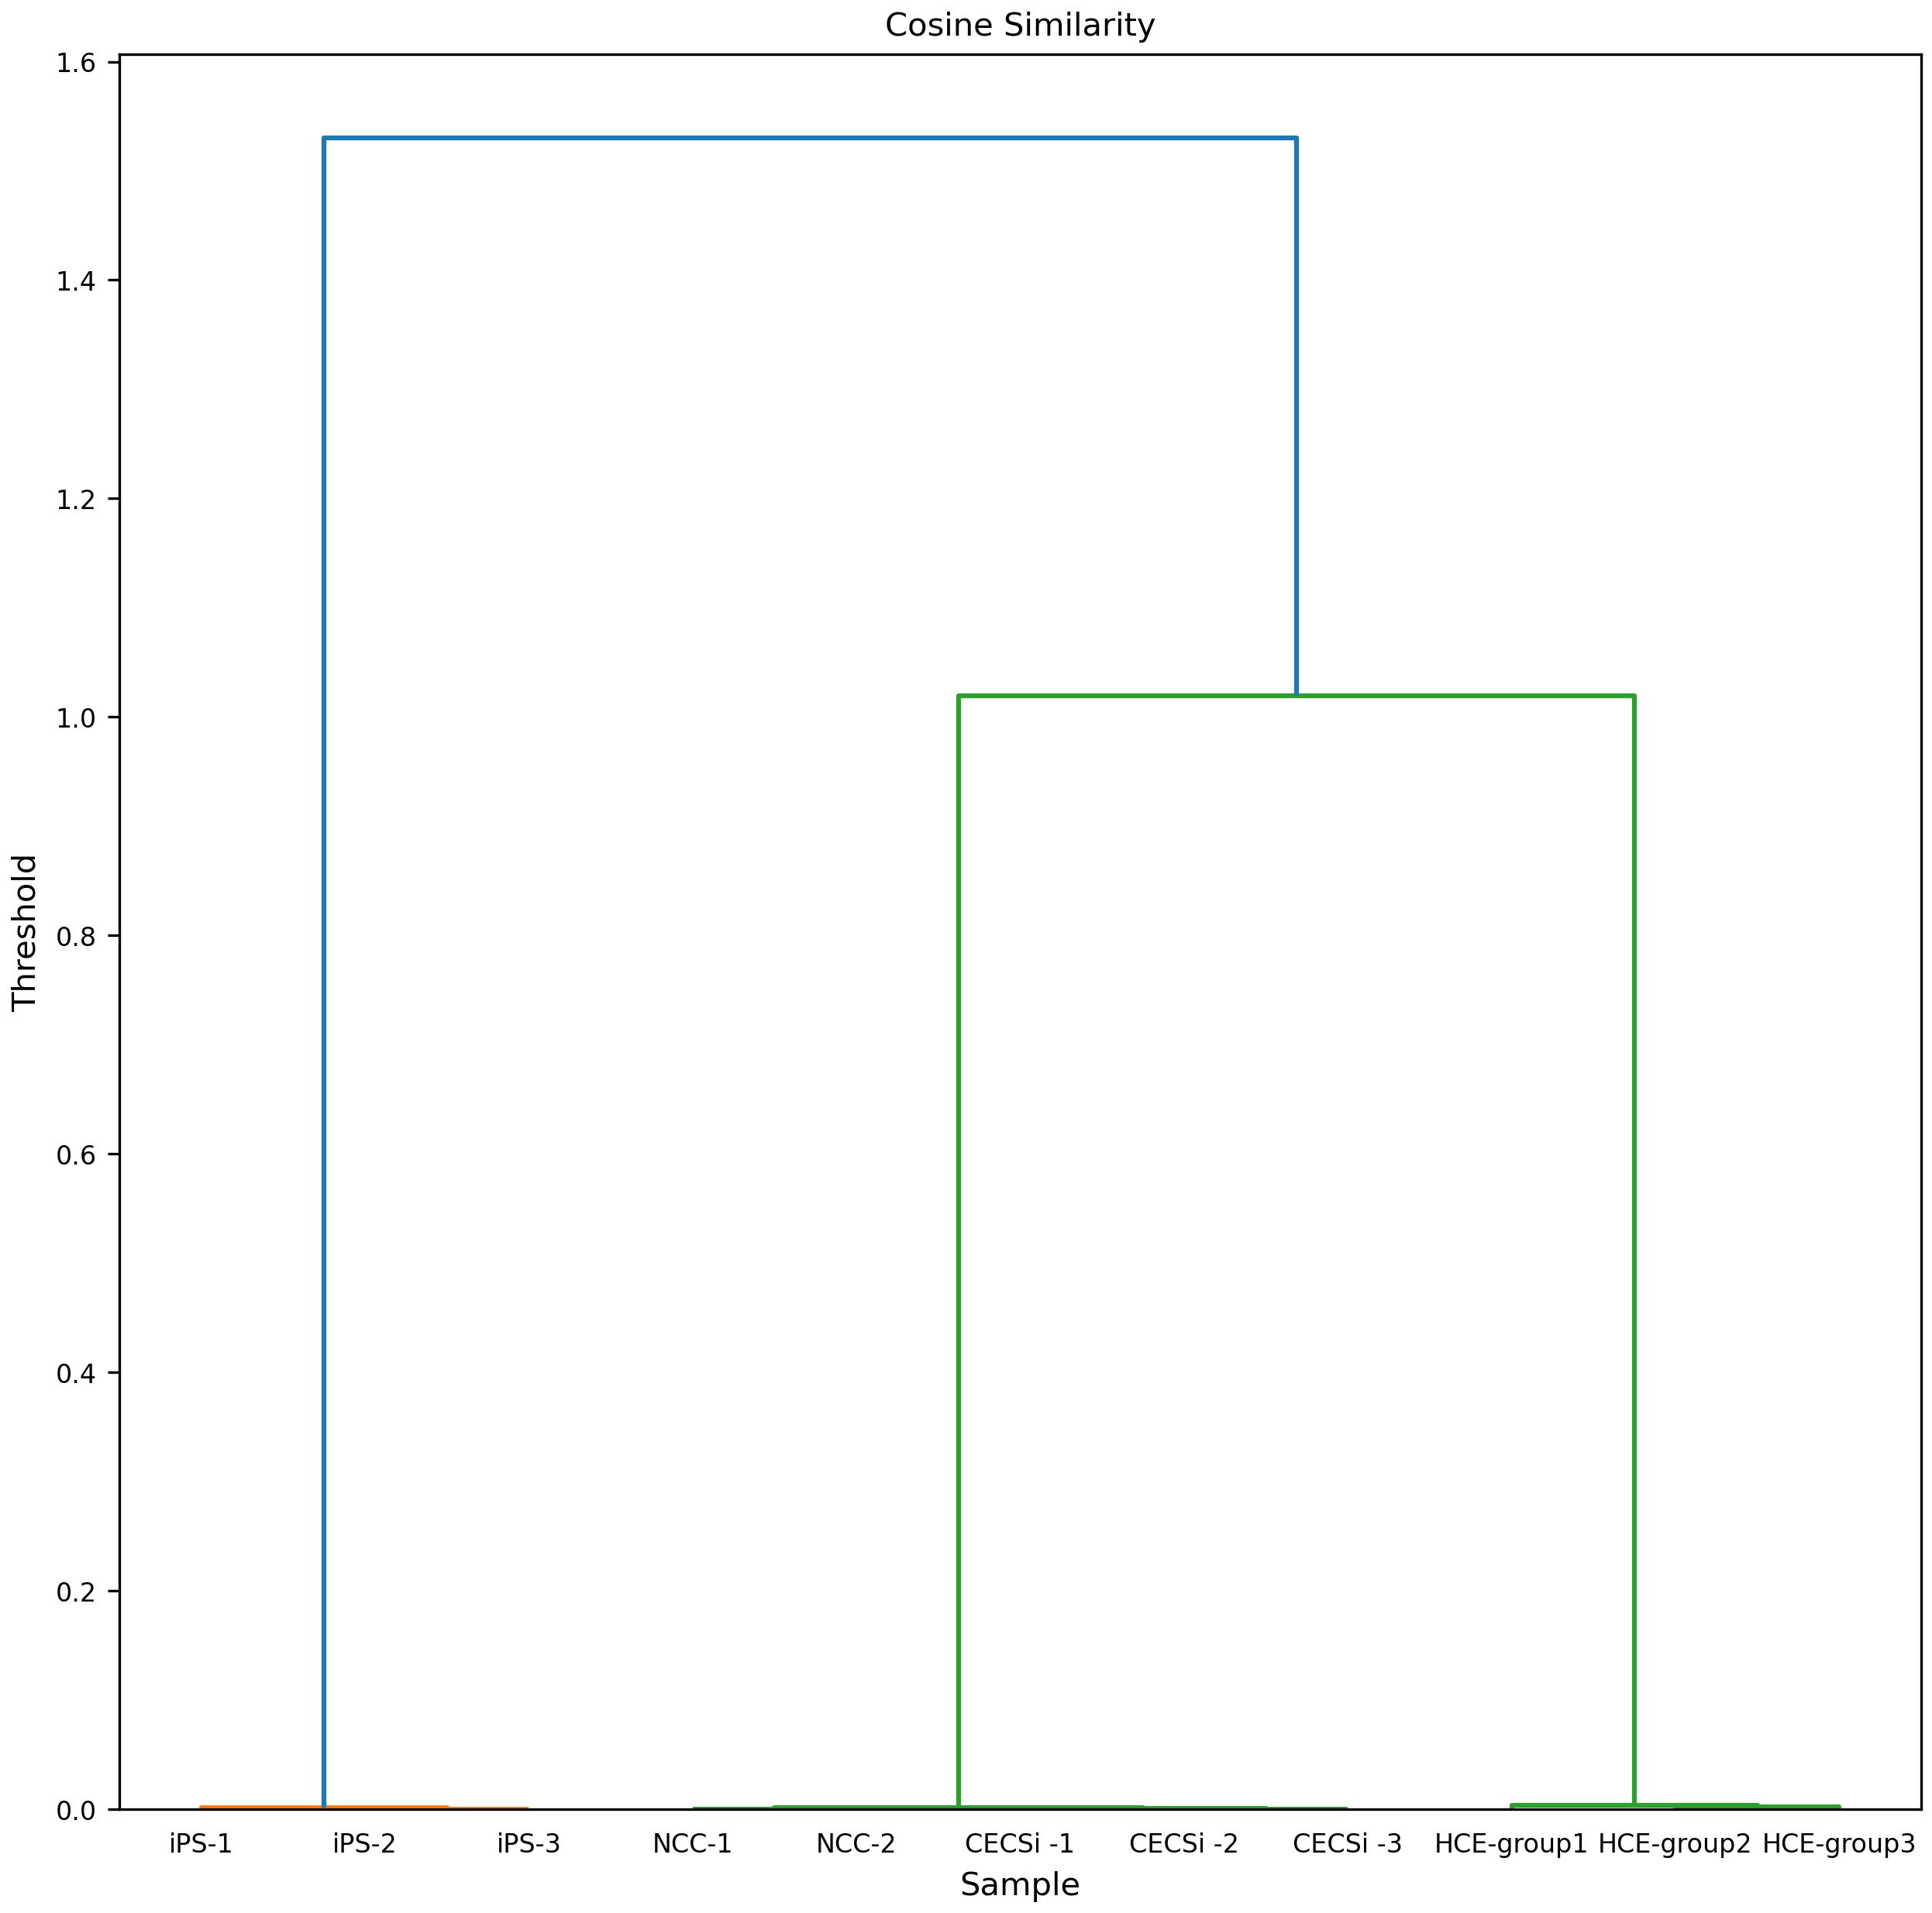 Cosine Similarity
1.6
1.4
1.2
1.0
0.8
0.6
0.4
0.2
0.0
Threshold
iPS-1 iPS-2 iPS-3 NCC-1 NCC-2 CECSi -1 CECSi -2 CECSi -3 HCE-group1 HCE-group2 HCE-group3
Sample